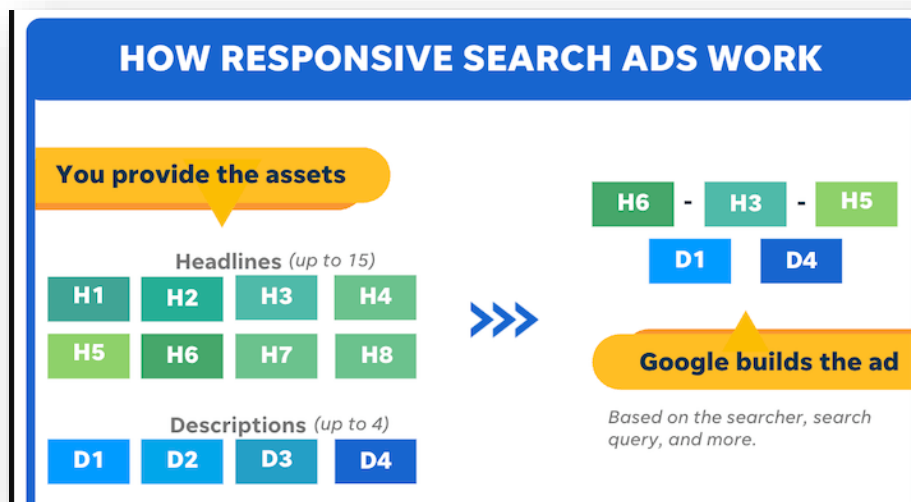 HOW RESPONSIVE SEARCH ADS WORK
You provide the assets
Headlines (up to 15)
H1 H2 H3 H4
H5 H6 H7 H8
Descriptions (up to 4)
D1 D2 D3 D4
H6 - H3 - H5
D1 D4
Google builds the ad
Based on the searcher, search
query, and more.